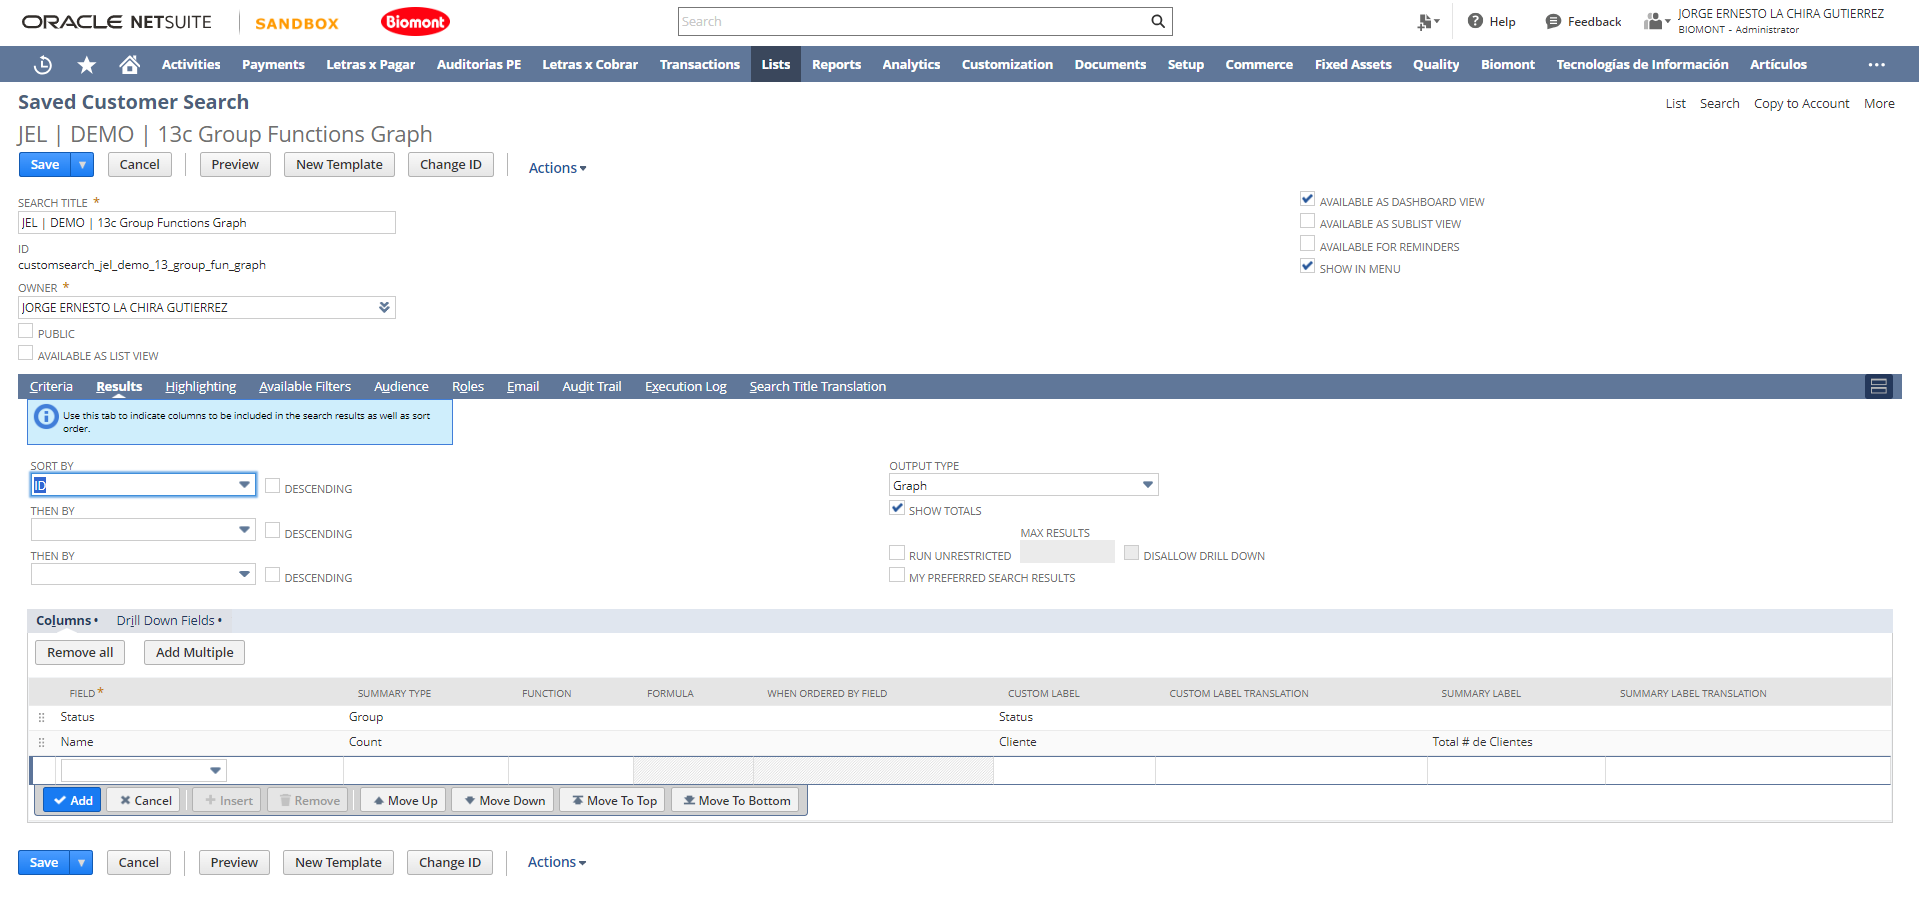 ORACLE NETSUITE
SANDBOX
Biomont
Search
Help
Feedback
JORGE ERNESTO LA CHIRA GUTIERREZ
BIOMONT - Administrator
Activities
Payments
Letras x Pagar
Auditorias PE
Letras x Cobrar
Transactions
Lists
Reports
Analytics
Customization
Documents
Setup
Commerce
Fixed Assets
Quality
Biomont
Tecnologías de Información
Artículos
Saved Customer Search
List
Search
Copy to Account
More
JEL | DEMO | 13c Group Functions Graph
Save
Cancel
Preview
New Template
Change ID
Actions
SEARCH TITLE *
JEL | DEMO | 13c Group Functions Graph
ID
customsearch_jel_demo_13_group_fun_graph
OWNER *
JORGE ERNESTO LA CHIRA GUTIERREZ
PUBLIC
AVAILABLE AS LIST VIEW
AVAILABLE AS DASHBOARD VIEW
AVAILABLE AS SUBLIST VIEW
AVAILABLE FOR REMINDERS
SHOW IN MENU
Criteria
Results
Highlighting
Available Filters
Audience
Roles
Email
Audit Trail
Execution Log
Search Title Translation
Use this tab to indicate columns to be included in the search results as well as sort
order.
SORT BY
ID
DESCENDING
THEN BY
DESCENDING
THEN BY
DESCENDING
OUTPUT TYPE
Graph
SHOW TOTALS
MAX RESULTS
RUN UNRESTRICTED
DISALLOW DRILL DOWN
MY PREFERRED SEARCH RESULTS
Columns •
Drill Down Fields •
Remove all
Add Multiple
FIELD *
SUMMARY TYPE
FUNCTION
FORMULA
WHEN ORDERED BY FIELD
CUSTOM LABEL
CUSTOM LABEL TRANSLATION
SUMMARY LABEL
SUMMARY LABEL TRANSLATION
Status
Group
Status
Name
Count
Cliente
Total # de Clientes
Add
Cancel
Insert
Remove
Move Up
Move Down
Move To Top
Move To Bottom
Save
Cancel
Preview
New Template
Change ID
Actions